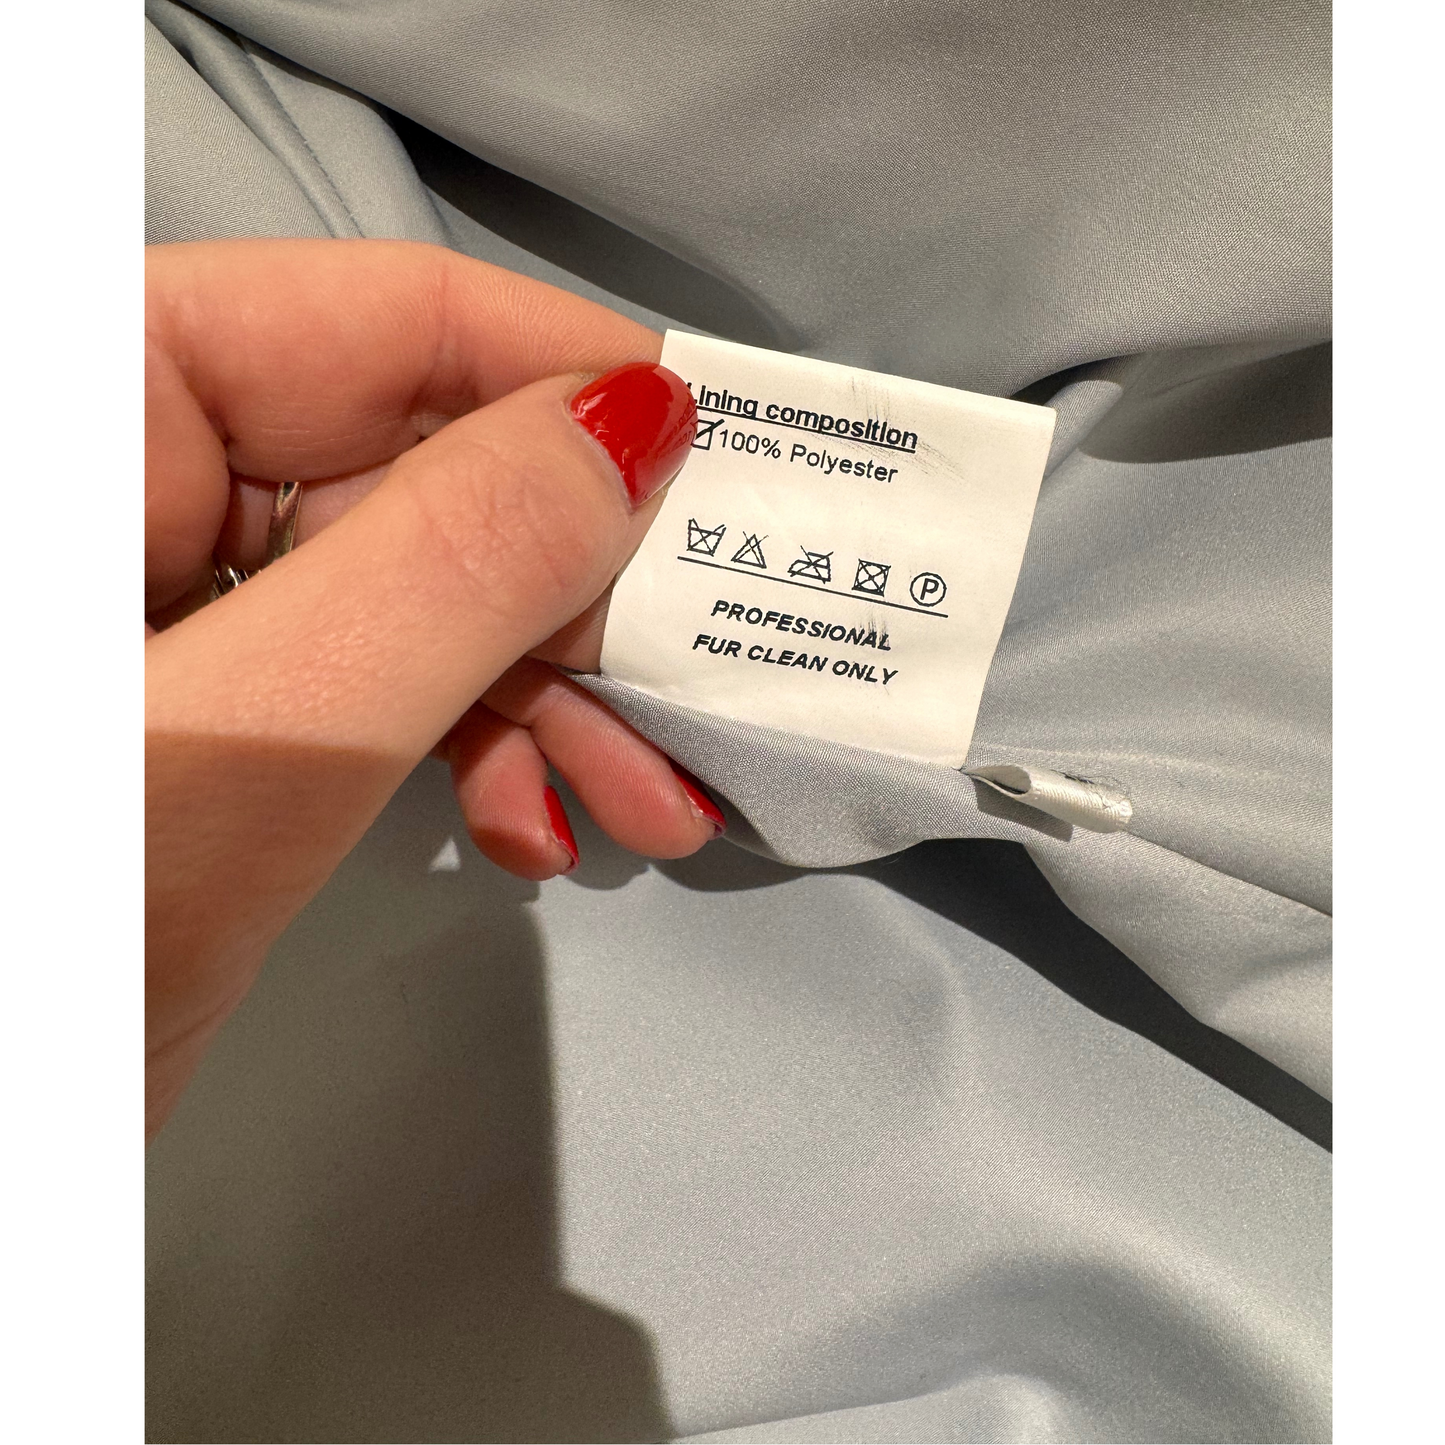 Lining composition
100% Polyester
P
PROFESSIONAL
FUR CLEAN ONLY